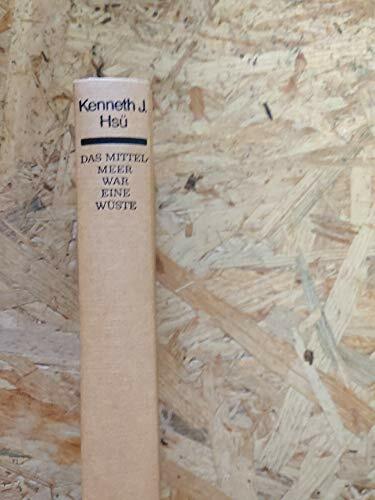 Kenneth J.
Hsü
DAS MITTEL-
MEER
WAR
EINE
WÜSTE